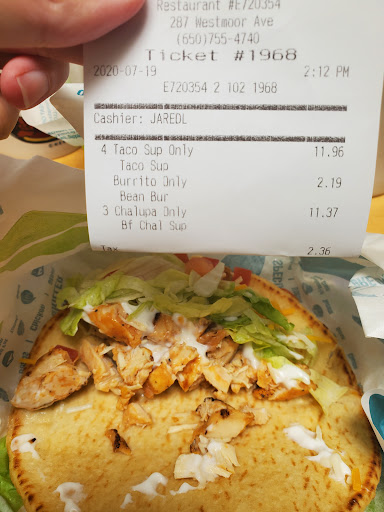 Restaurant #E720354
287 Westmoor Ave
(650)755-4740
Ticket #1968
2020-07-19 2:12 PM
E720354 2 102 1968
Cashier: JAREDL
4 Taco Sup Only 11.96
Taco Sup
Burrito Only 2.19
Bean Bur
3 Chalupa Only 11.37
Bf Chal Sup
Tax 2.36